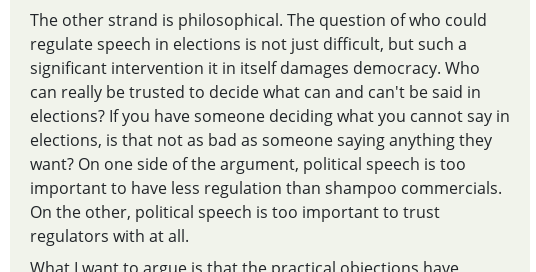 The other strand is philosophical. The question of who could
regulate speech in elections is not just difficult, but such a
significant intervention it in itself damages democracy. Who
can really be trusted to decide what can and can't be said in
elections? If you have someone deciding what you cannot say in
elections, is that not as bad as someone saying anything they
want? On one side of the argument, political speech is too
important to have less regulation than shampoo commercials.
On the other, political speech is too important to trust
regulators with at all.
What I want to argue is that the practical objections have